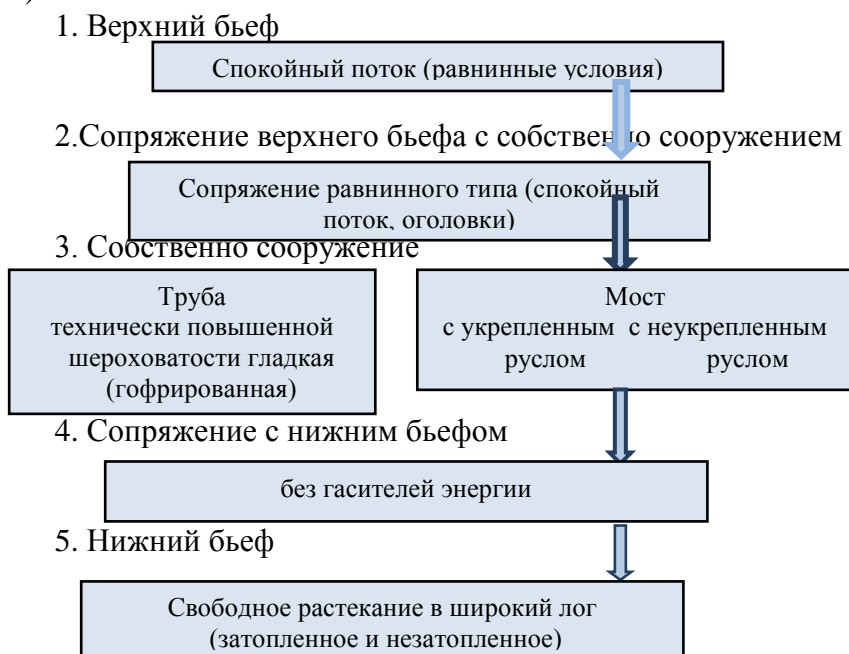 )
1. Верхний бьеф
Спокойный поток (равнинные условия)
2.Сопряжение верхнего бьефа с собственно сооружением
Сопряжение равнинного типа (спокойный
поток, оголовки)
3. Собственно сооружение
Труба
технически повышенной
шероховатости гладкая
(гофрированная)
Мост
с укрепленным с неукрепленным
руслом руслом
4. Сопряжение с нижним бьефом
без гасителей энергии
5. Нижний бьеф
Свободное растекание в широкий лог
(затопленное и незатопленное)